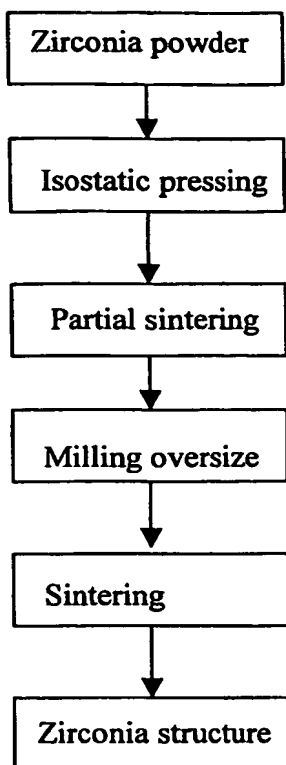 Zirconia powder
Isostatic pressing
Partial sintering
Milling oversize
Sintering
Zirconia structure